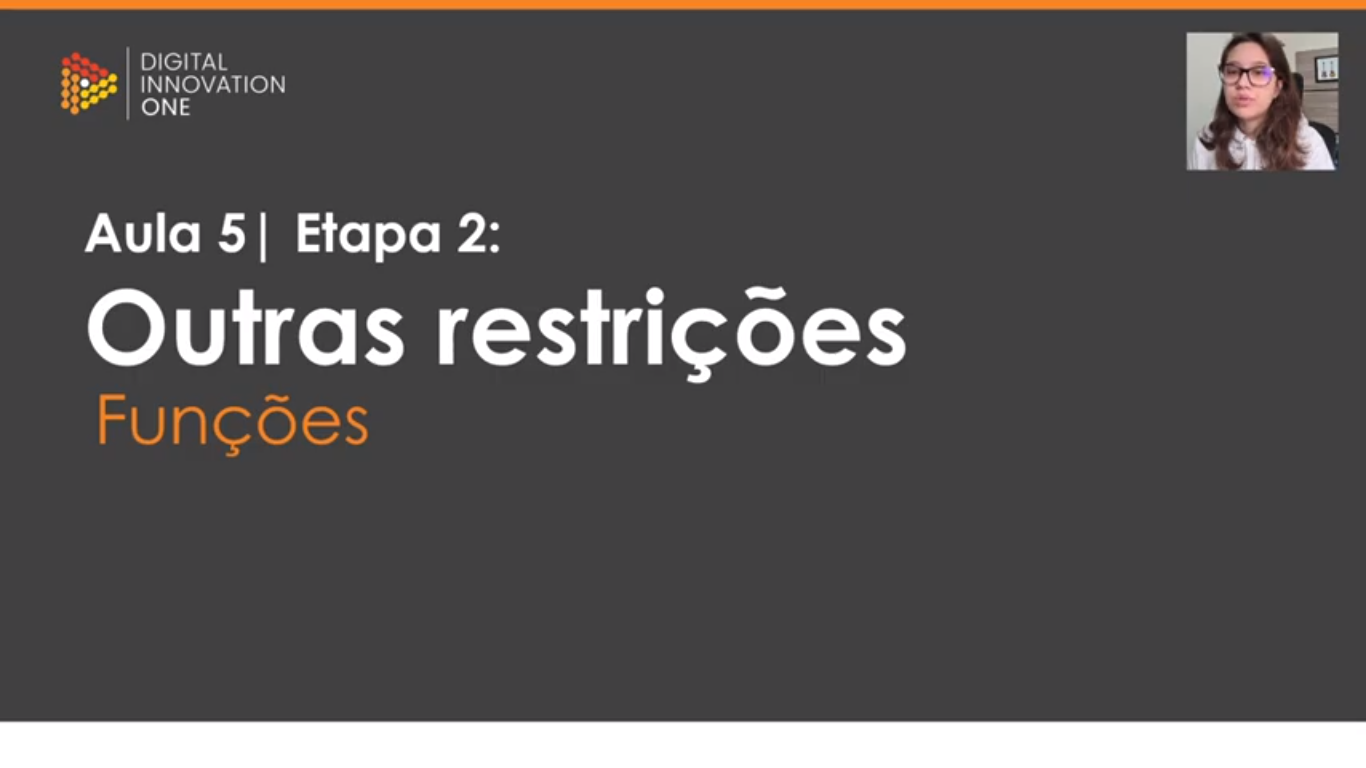 DIGITAL
INNOVATION
ONE
Aula 5| Etapa 2:
Outras restrições
Funções